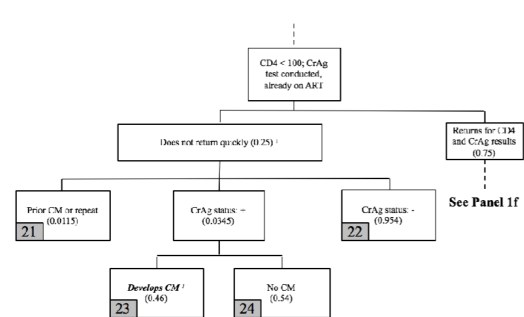 CD4 < 100; CrAg
test conducted,
already on ART
Does not return quickly (0.25)
Returns for CD4
and CrAg results
(0.75)
See Panel 1f
Prior CM or repeat
(0.0115)
21
CrAg status: +
(0.0345)
CrAg status: -
(0.954)
22
Develops CM
(0.46)
23
No CM
(0.54)
24